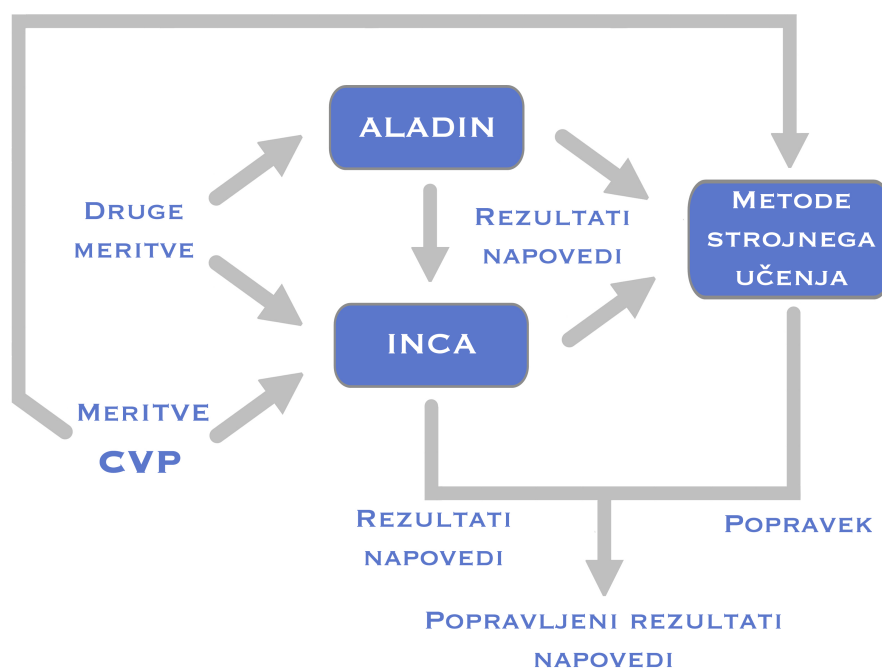 ALADIN
DRUGE
MERITVE
REZULTATI
NAPOVEDI
METODE
STROJNEGA
UČENJA
INCA
MERITVE
CVP
REZULTATI
NAPOVEDI
POPRAVEK
POPRAVLJENI REZULTATI
NAPOVEDI